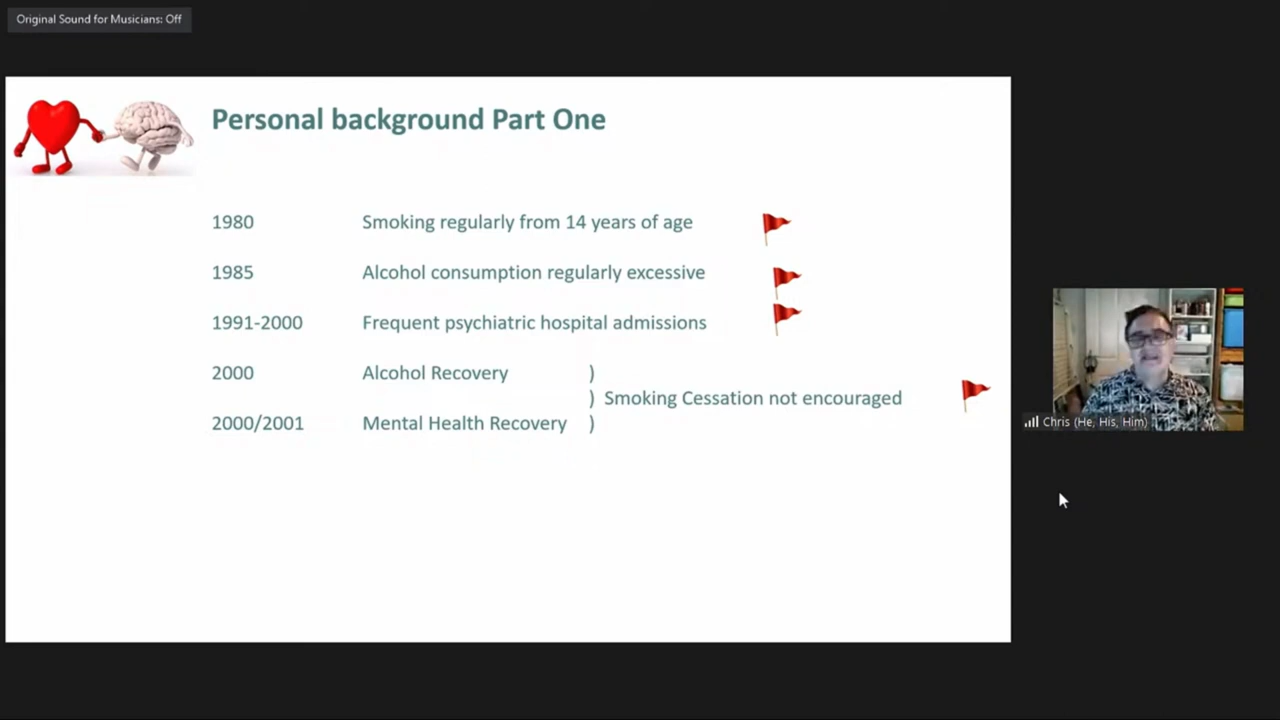 Original Sound for Musicians: Off
Personal background Part One
1980 Smoking regularly from 14 years of age
1985 Alcohol consumption regularly excessive
1991-2000 Frequent psychiatric hospital admissions
2000 Alcohol Recovery )
) Smoking Cessation not encouraged
2000/2001 Mental Health Recovery )
Chris (He, His, Him)